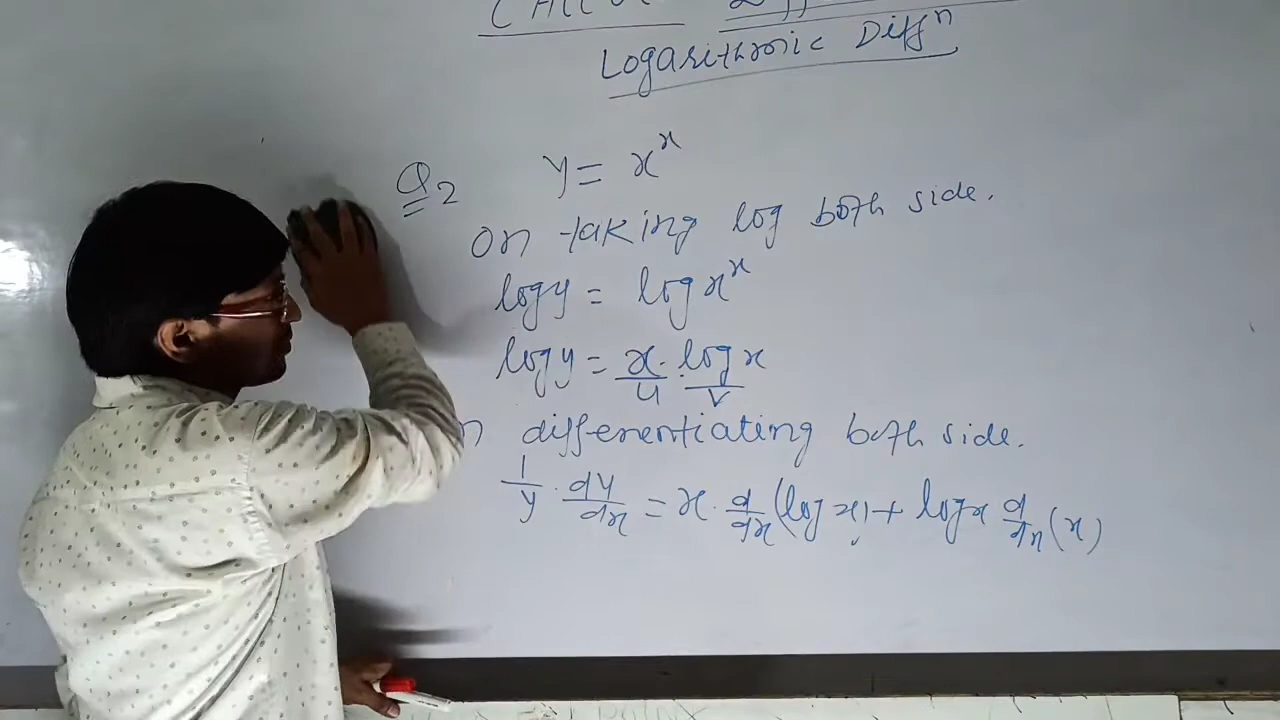 Logarithmic Diffⁿ
Q2 y = xˣ
On taking log both side.
log y = log xˣ
log y = x · log x
u v
n differentiating both side.
1/y · dy/dx = x · d/dx (log x) + log x d/dx (x)